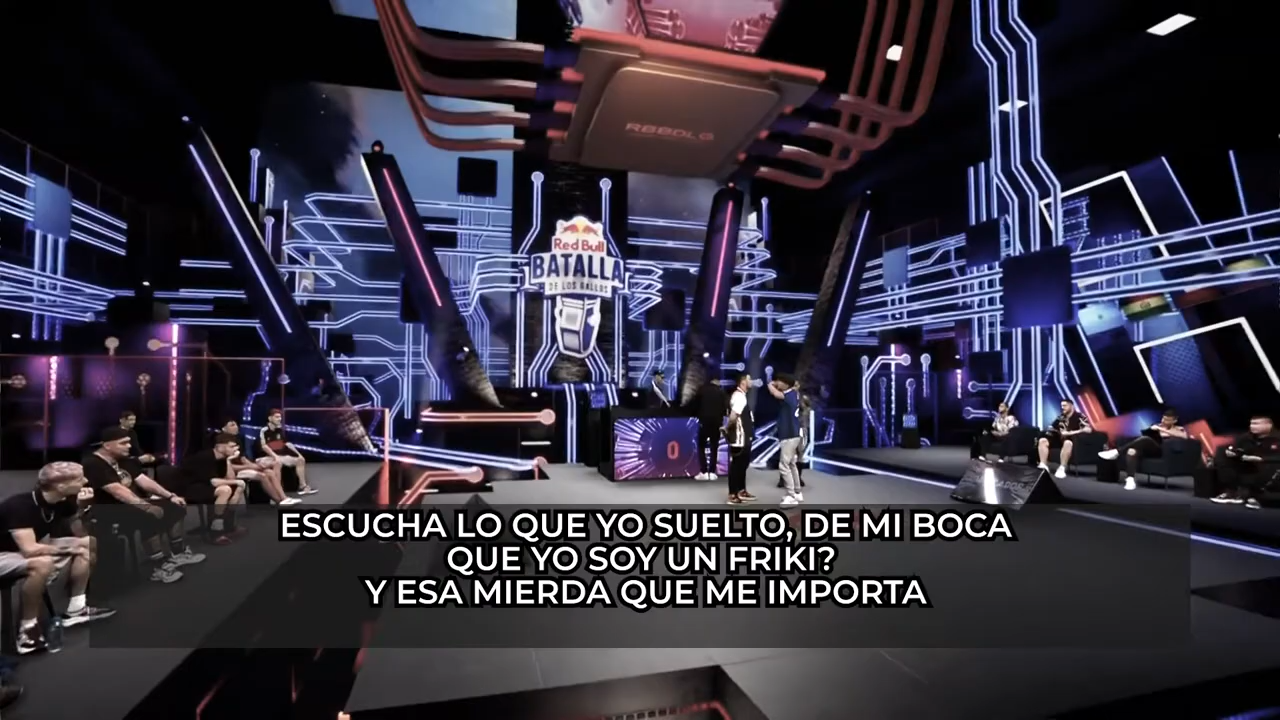 RBBDLG
Red Bull
BATALLA
DE LOS GALLOS
0
ESCUCHA LO QUE YO SUELTO, DE MI BOCA
QUE YO SOY UN FRIKI?
Y ESA MIERDA QUE ME IMPORTA